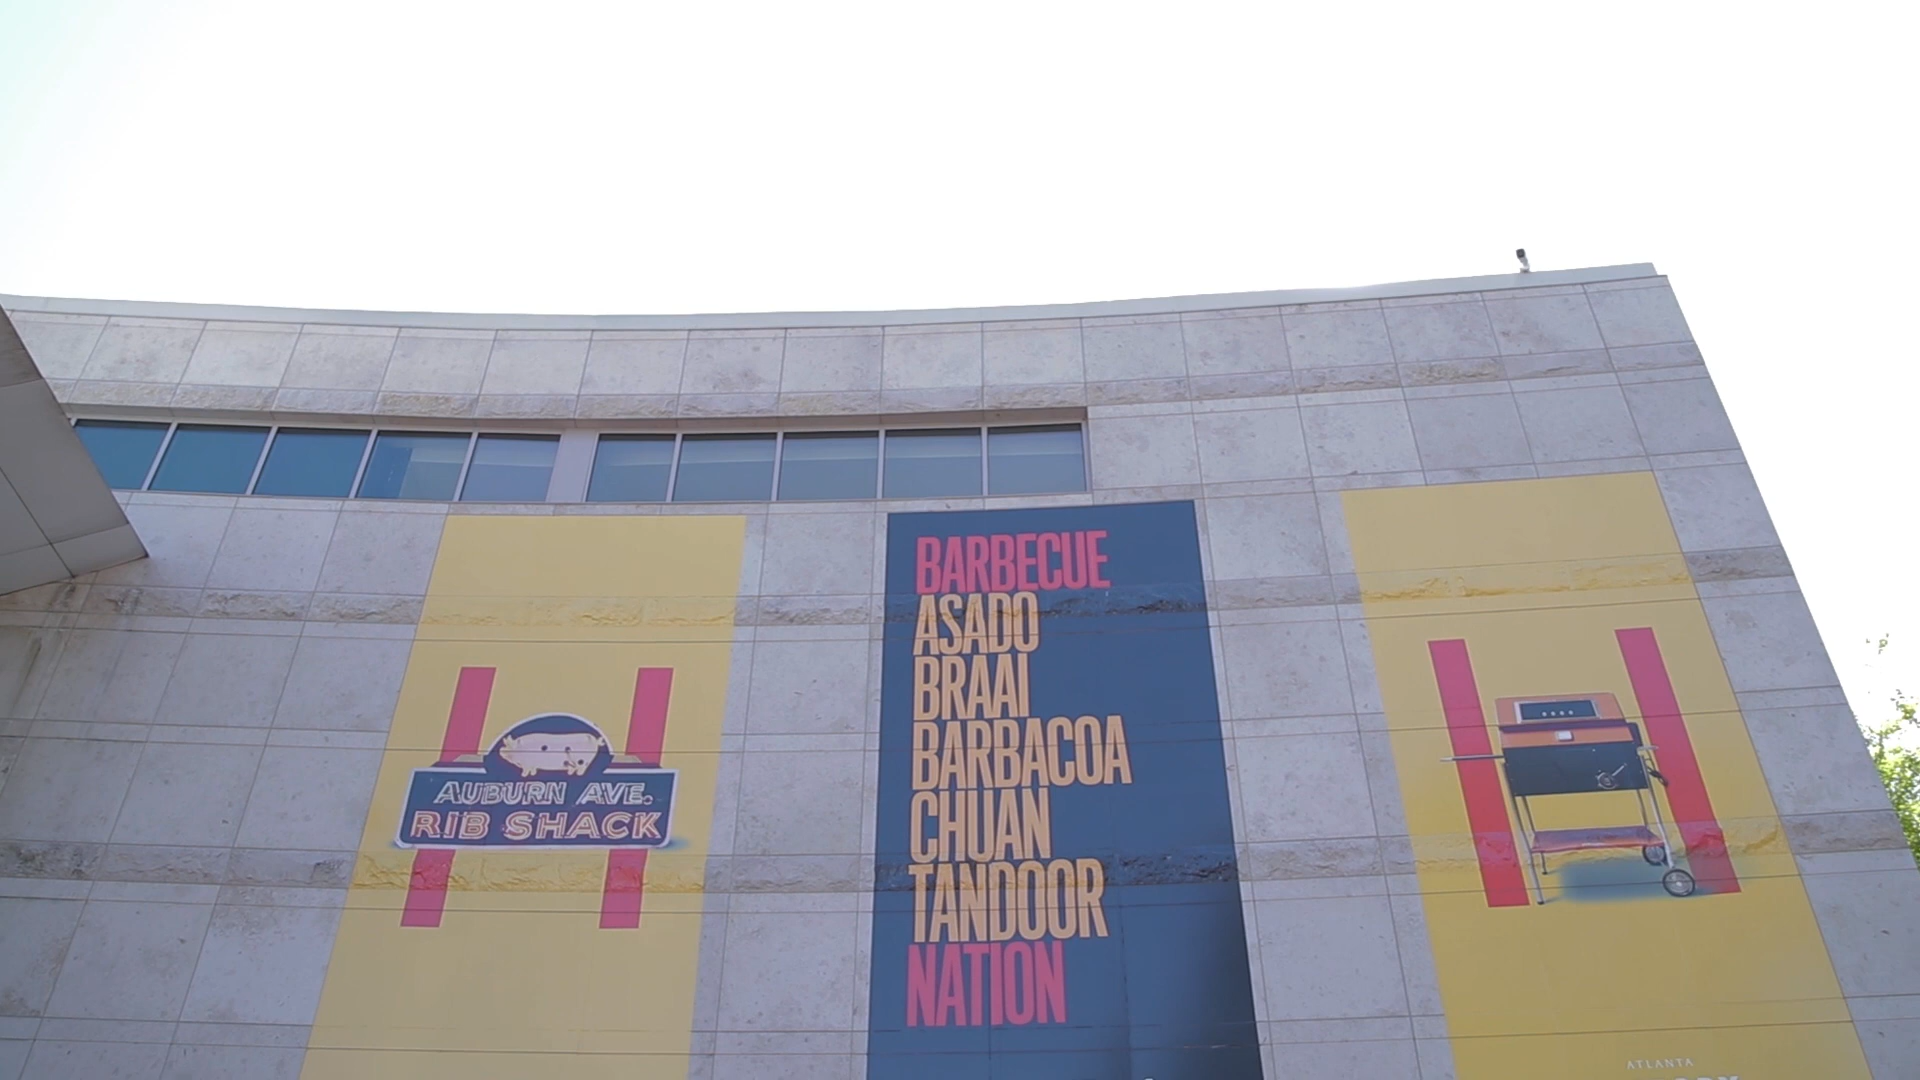 AUBURN AVE.
RIB SHACK
BARBECUE
ASADO
BRAAI
BARBACOA
CHUAN
TANDOOR
NATION
ATLANTA